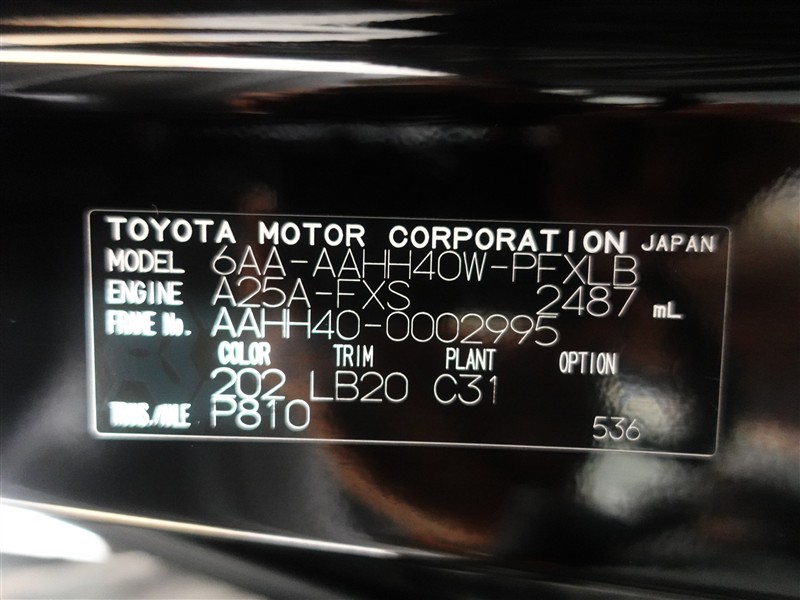 TOYOTA MOTOR CORPORATION JAPAN
MODEL 6AA-AAHH40W-PFXLB
ENGINE A25A-FXS 2487 mL
FRAME No. AAHH40-0002995
COLOR TRIM PLANT OPTION
202 LB20 C31
TRANS./AXLE P810 536